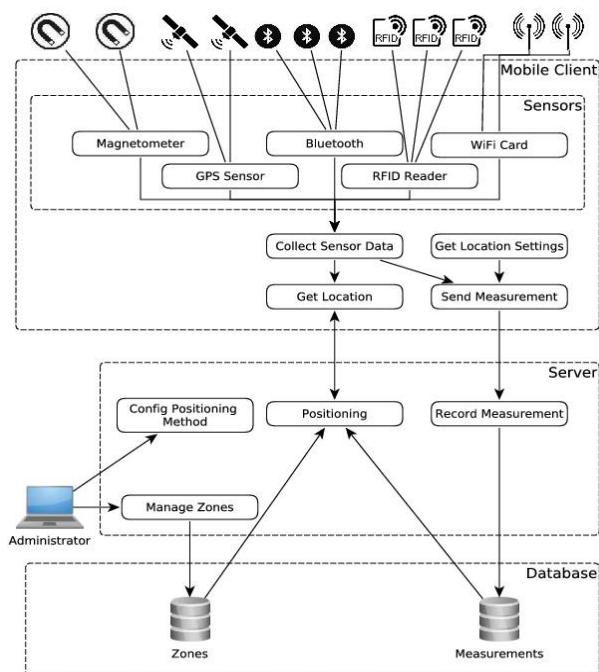 RFID RFID RFID
Mobile Client
Sensors
Magnetometer
Bluetooth
WiFi Card
GPS Sensor
RFID Reader
Collect Sensor Data
Get Location Settings
Get Location
Send Measurement
Server
Config Positioning
Method
Positioning
Record Measurement
Manage Zones
Administrator
Database
Zones
Measurements